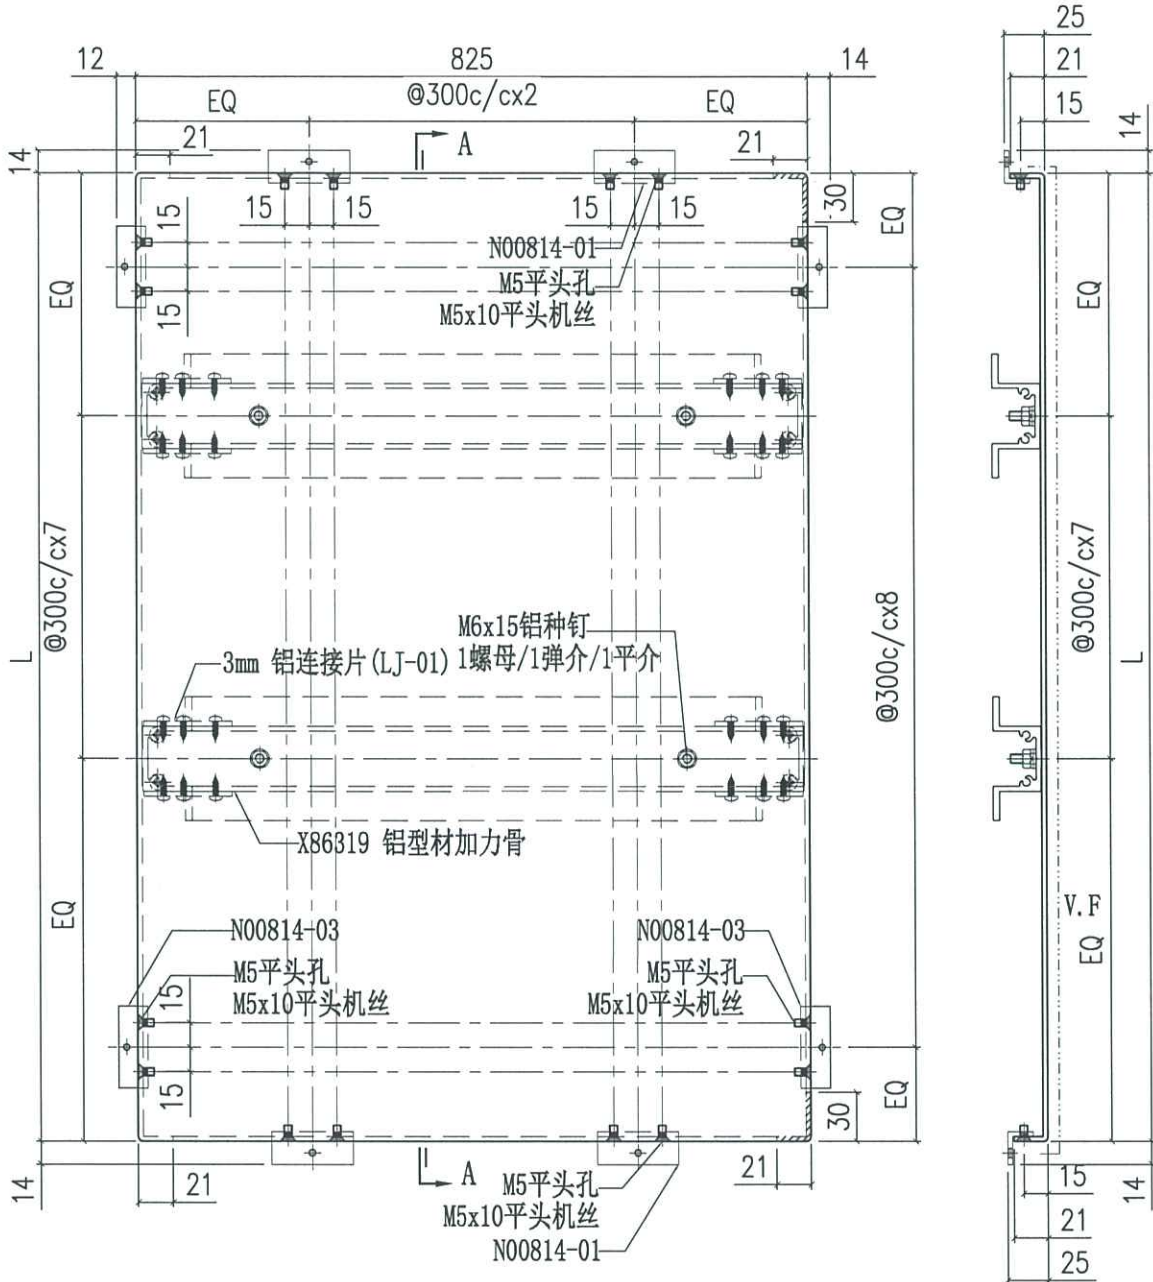 25
12
825
14
21
EQ
@300c/cx2
EQ
15
14
14
21
A
21
15
15
15
15
15
30
EQ
N00814-01
M5平头孔
M5x10平头机丝
EQ
15
EQ
@300c/cx7
L
M6x15铝种钉
3mm 铝连接片(LJ-01)
1螺母/1弹介/1平介
@300c/cx8
@300c/cx7
L
X86319 铝型材加力骨
EQ
N00814-03
M5平头孔
M5x10平头机丝
15
N00814-03
M5平头孔
M5x10平头机丝
V.F
EQ
15
30
EQ
14
21
A
M5平头孔
M5x10平头机丝
N00814-01
21
15
14
21
25